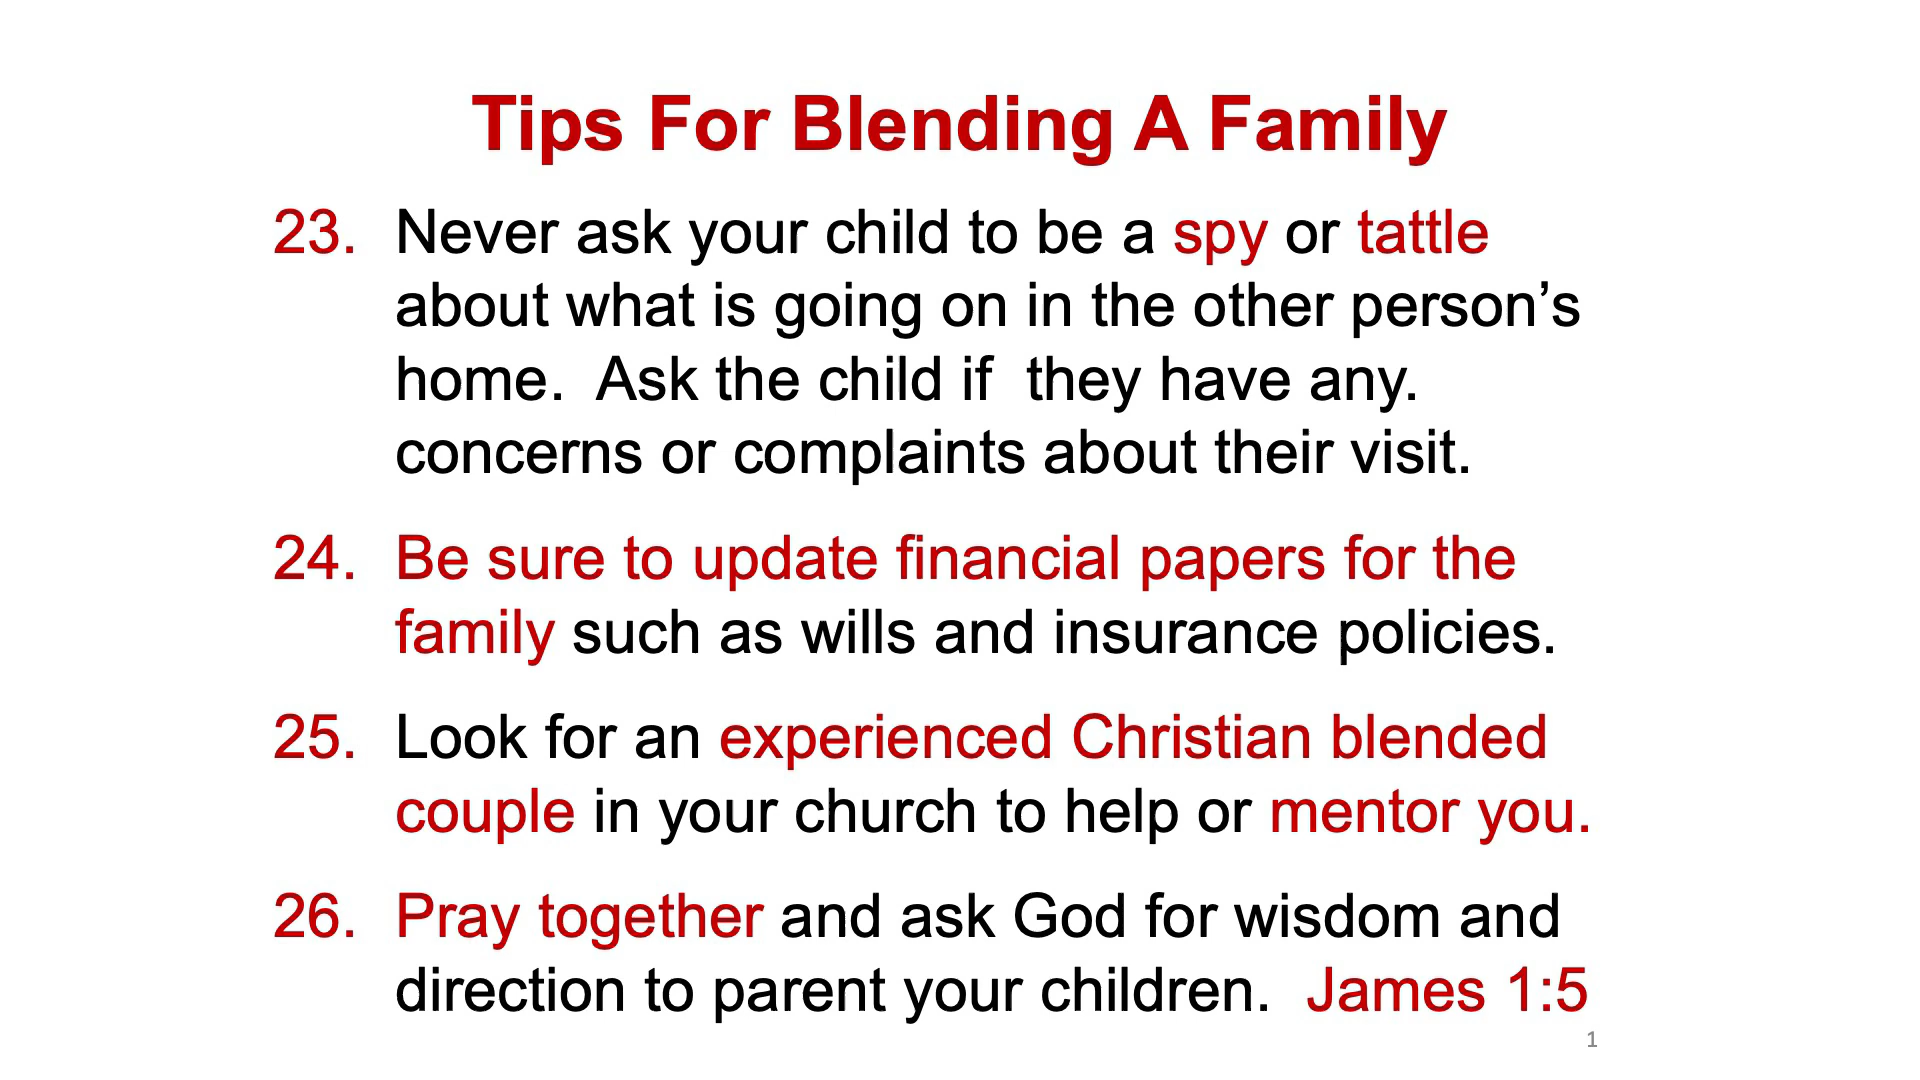 Tips For Blending A Family
23. Never ask your child to be a spy or tattle
about what is going on in the other person’s
home.  Ask the child if  they have any.
concerns or complaints about their visit.
24. Be sure to update financial papers for the
family such as wills and insurance policies.
25. Look for an experienced Christian blended
couple in your church to help or mentor you.
26. Pray together and ask God for wisdom and
direction to parent your children.  James 1:5
1